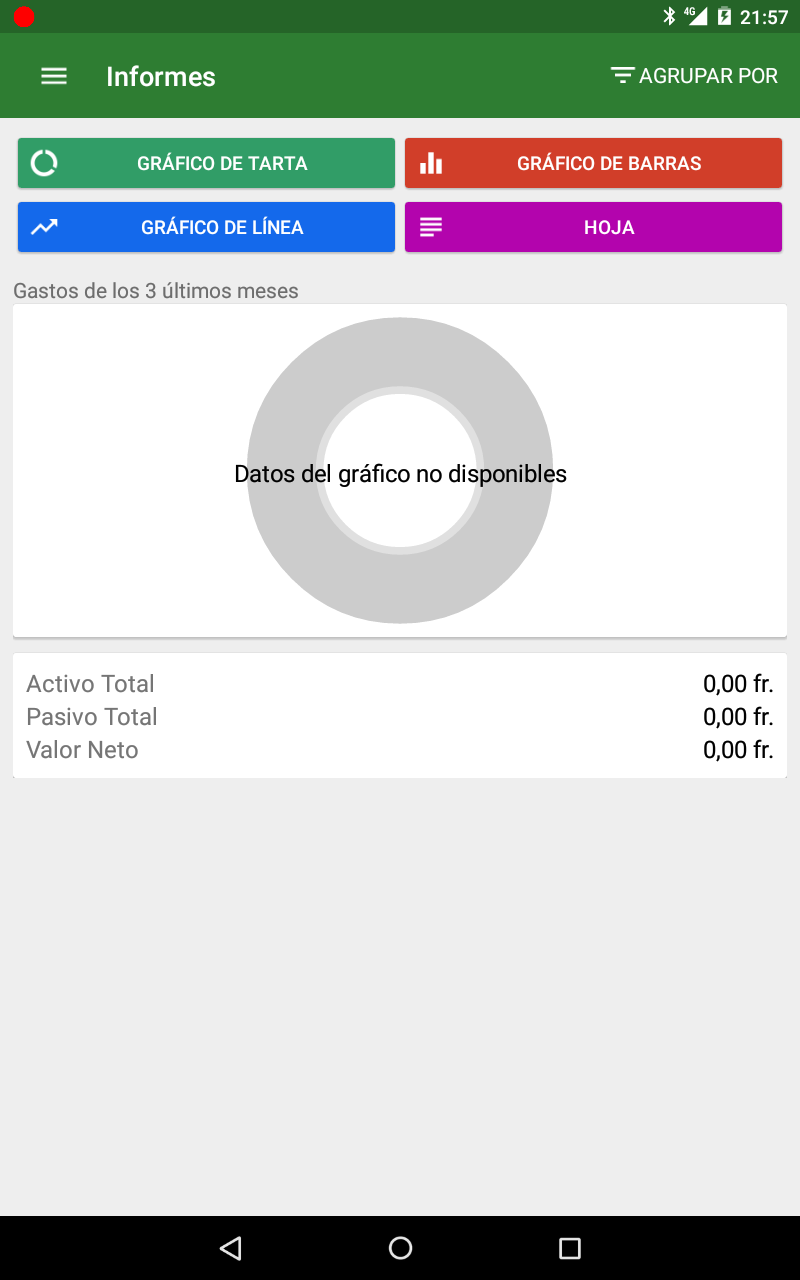 4G 21:57
Informes
AGRUPAR POR
GRÁFICO DE TARTA
GRÁFICO DE BARRAS
GRÁFICO DE LÍNEA
HOJA
Gastos de los 3 últimos meses
Datos del gráfico no disponibles
Activo Total 0,00 fr.
Pasivo Total 0,00 fr.
Valor Neto 0,00 fr.